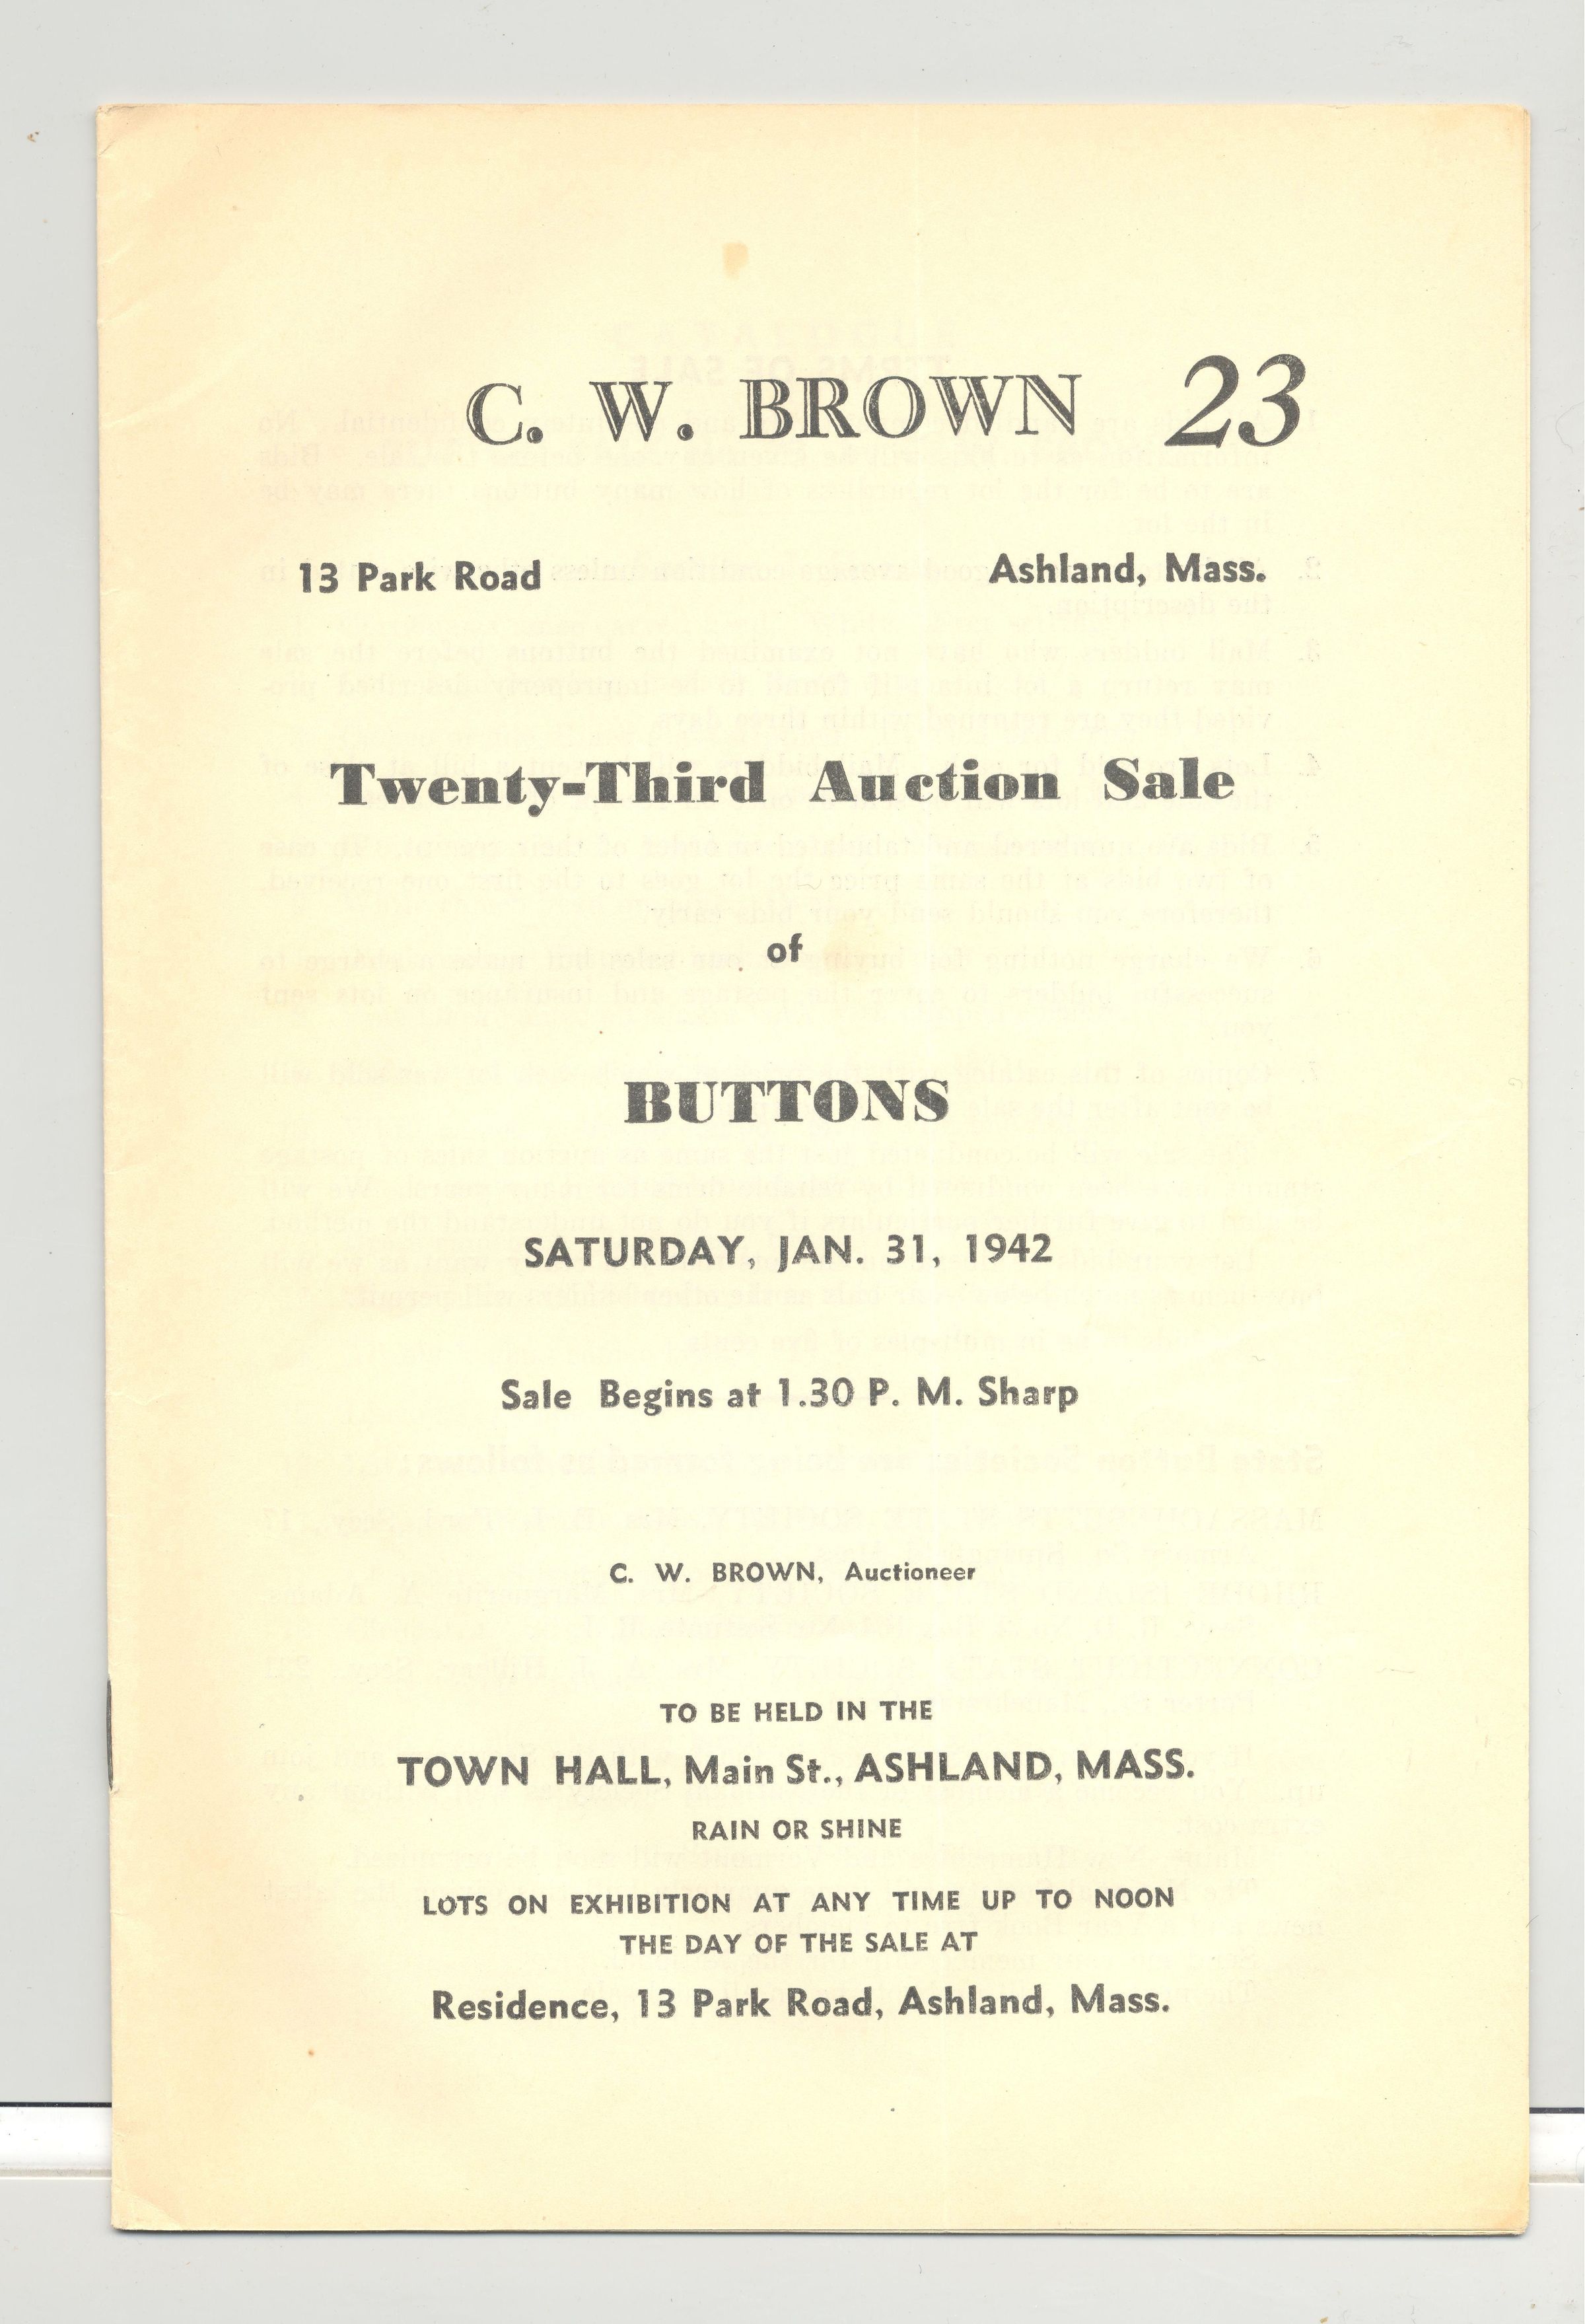 C. W. BROWN 23
13 Park Road Ashland, Mass.
Twenty-Third Auction Sale
of
BUTTONS
SATURDAY, JAN. 31, 1942
Sale Begins at 1.30 P. M. Sharp
C. W. BROWN, Auctioneer
TO BE HELD IN THE
TOWN HALL, Main St., ASHLAND, MASS.
RAIN OR SHINE
LOTS ON EXHIBITION AT ANY TIME UP TO NOON
THE DAY OF THE SALE AT
Residence, 13 Park Road, Ashland, Mass.